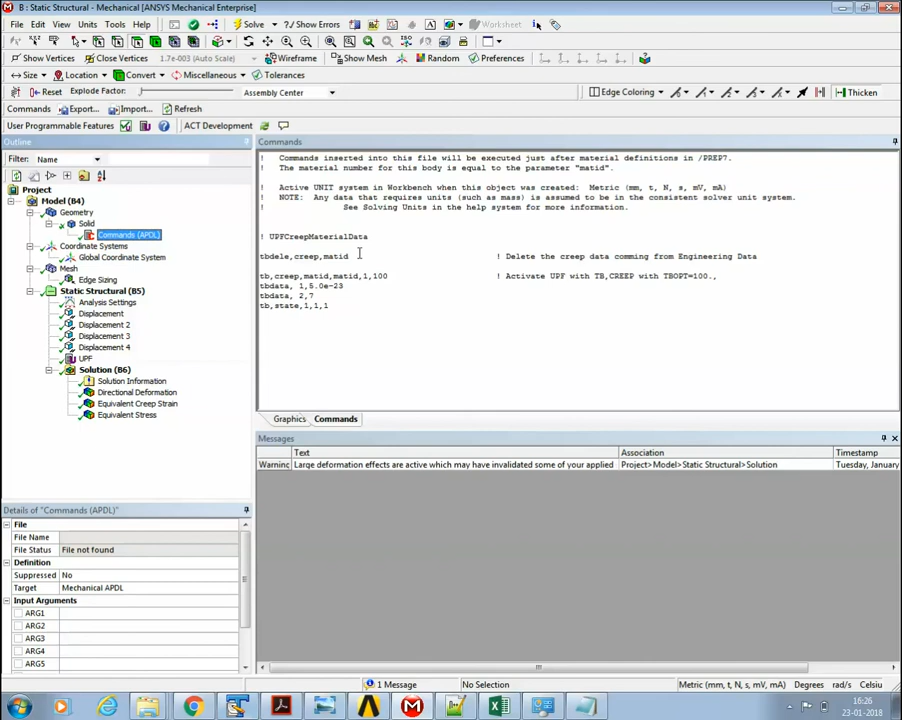 B : Static Structural - Mechanical [ANSYS Mechanical Enterprise]
File Edit View Units Tools Help Solve ?/ Show Errors Worksheet
Show Vertices Close Vertices 1.7e-003 (Auto Scale) Wireframe Show Mesh Random Preferences
Size Location Convert Miscellaneous Tolerances
Reset Explode Factor: Assembly Center Edge Coloring Thicken
Commands Export... Import... Refresh
User Programmable Features ACT Development
Outline
Filter: Name
Project
Model (B4)
Geometry
Solid
Commands (APDL)
Coordinate Systems
Global Coordinate System
Mesh
Edge Sizing
Static Structural (B5)
Analysis Settings
Displacement
Displacement 2
Displacement 3
Displacement 4
UPF
Solution (B6)
Solution Information
Directional Deformation
Equivalent Creep Strain
Equivalent Stress
Commands
! Commands inserted into this file will be executed just after material definitions in /PREP7.
! The material number for this body is equal to the parameter "matid".
! Active UNIT system in Workbench when this object was created: Metric (mm, t, N, s, mV, mA)
! NOTE: Any data that requires units (such as mass) is assumed to be in the consistent solver unit system.
! See Solving Units in the help system for more information.
! UPFCreepMaterialData
tbdele,creep,matid ! Delete the creep data comming from Engineering Data
tb,creep,matid,matid,1,100 ! Activate UPF with TB,CREEP with TBOPT=100.,
tbdata, 1,5.0e-23
tbdata, 2,7
tb,state,1,1,1
Graphics Commands
Messages
Text Association Timestamp
Warning Large deformation effects are active which may have invalidated some of your applied Project>Model>Static Structural>Solution Tuesday, January
Details of "Commands (APDL)"
File
File Name
File Status File not found
Definition
Suppressed No
Target Mechanical APDL
Input Arguments
ARG1
ARG2
ARG3
ARG4
ARG5
1 Message No Selection Metric (mm, t, N, s, mV, mA) Degrees rad/s Celsiu
16:26
23-01-2018